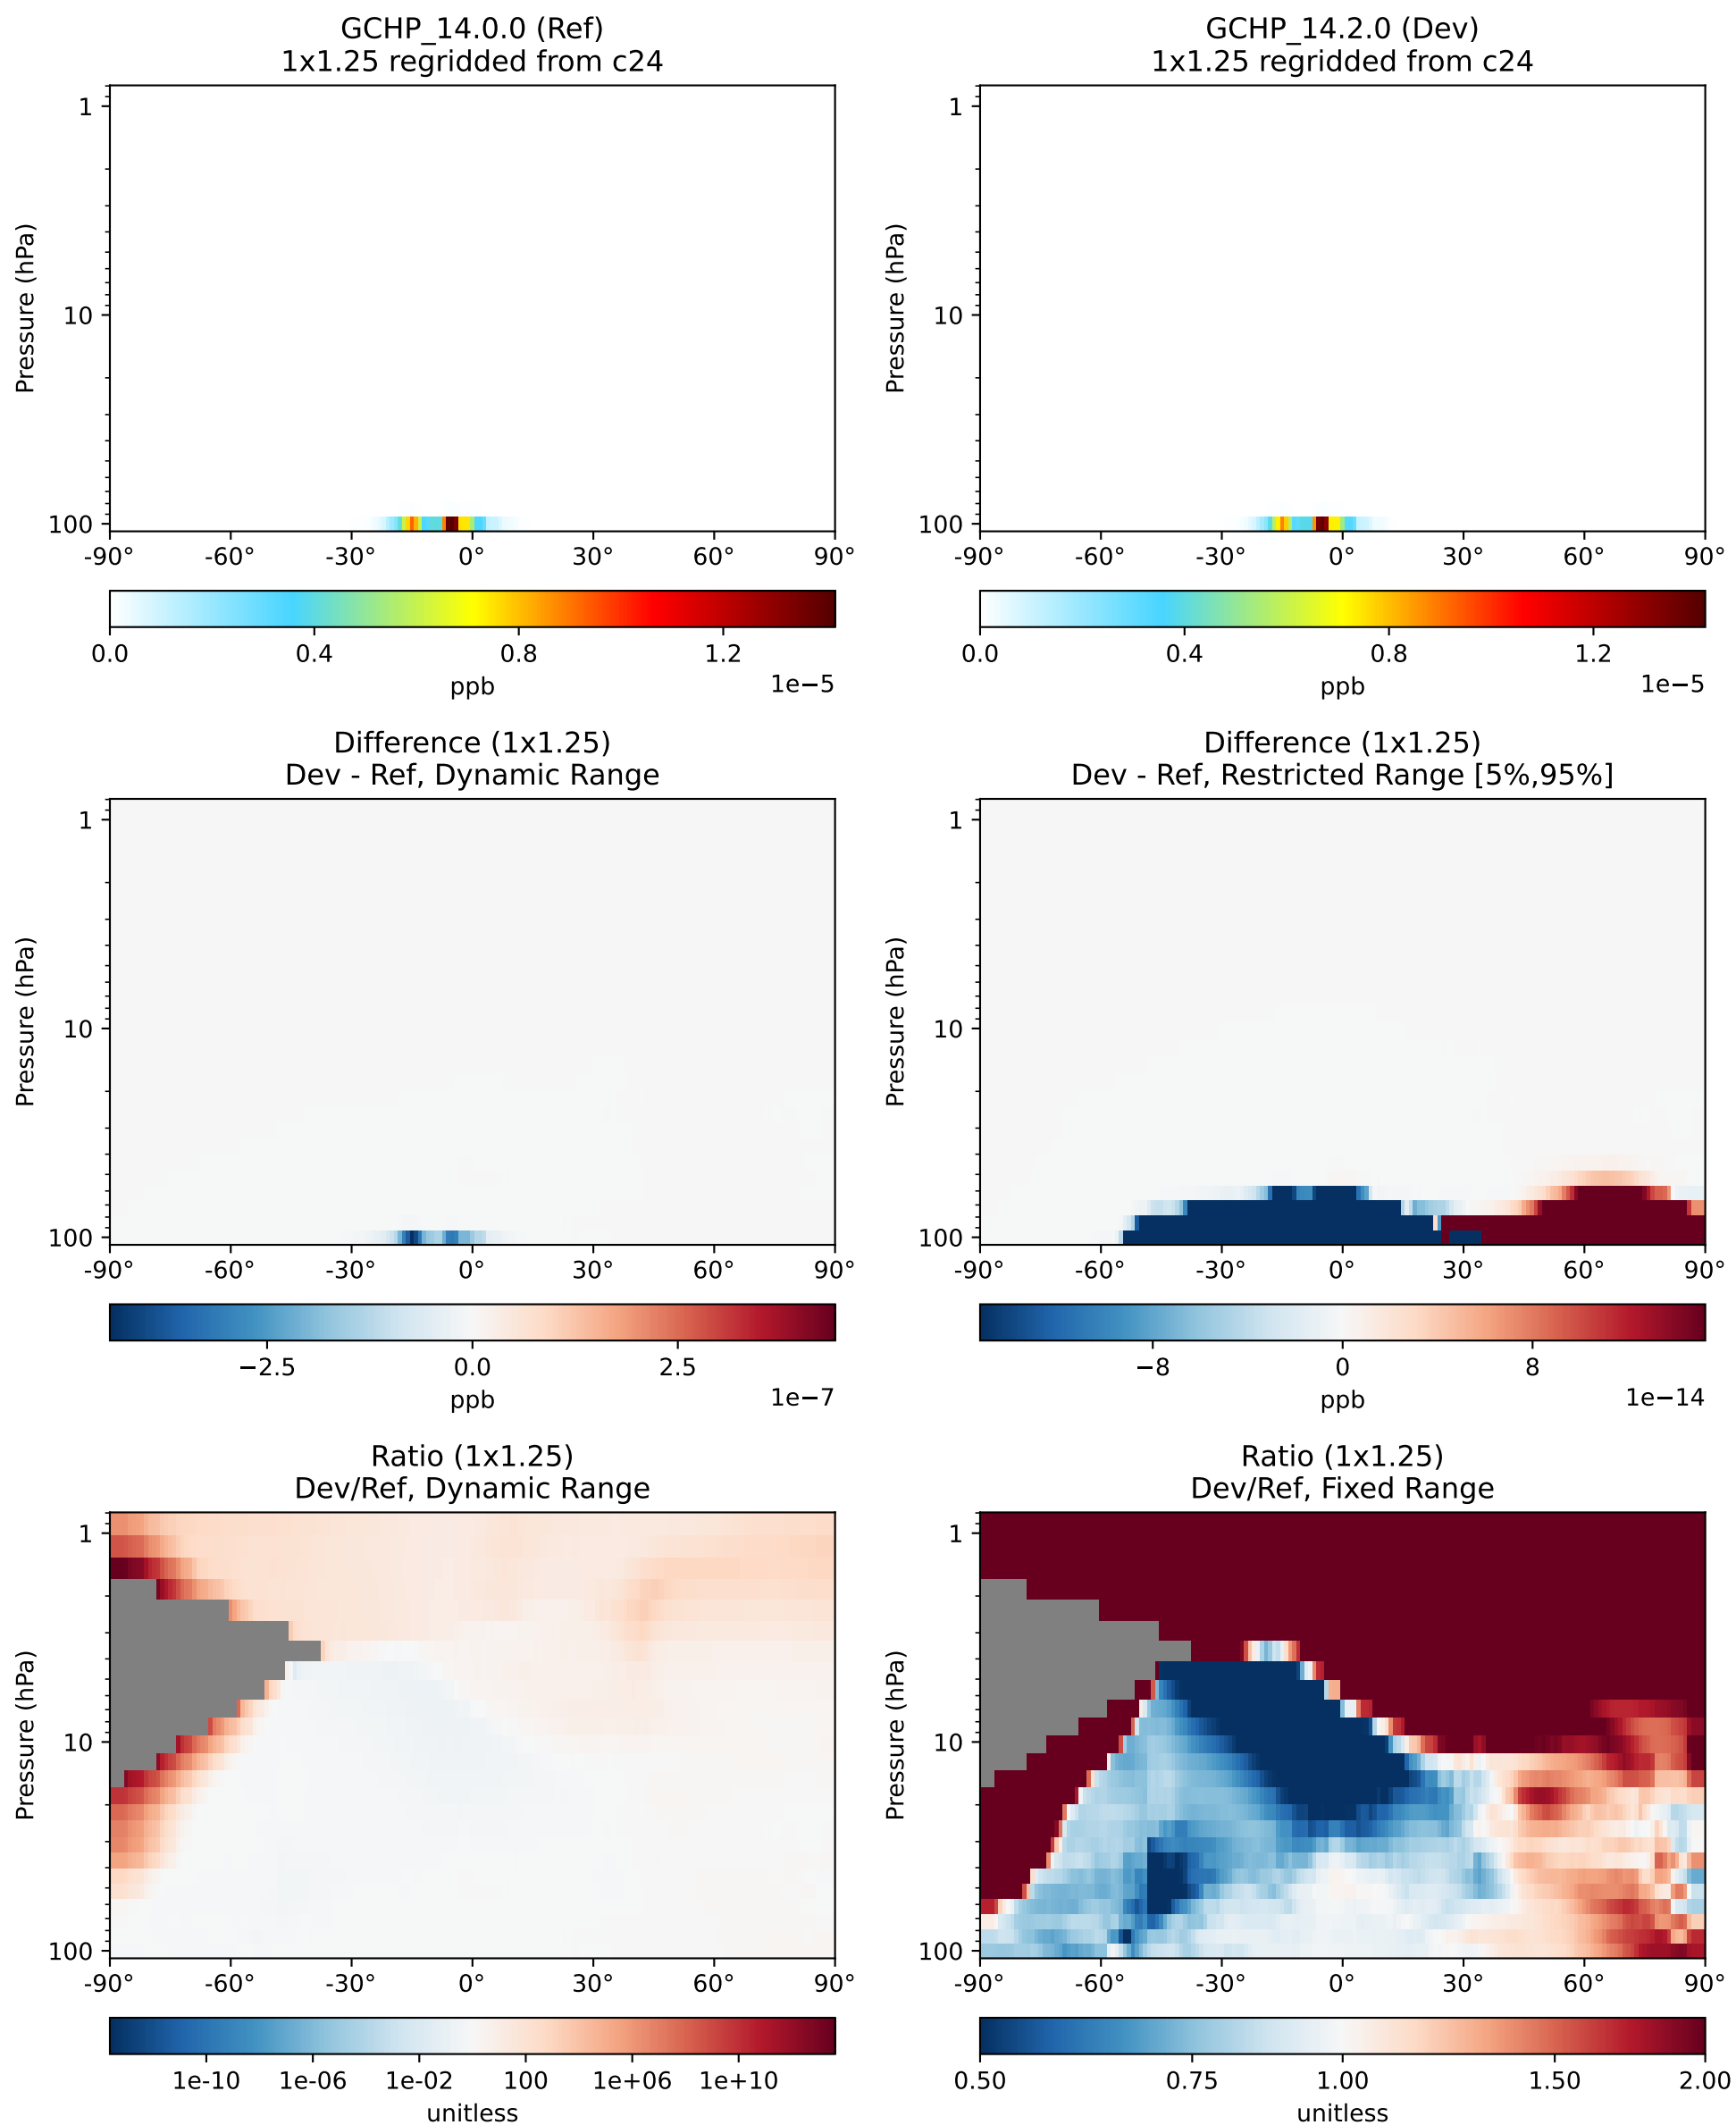 GCHP_14.0.0 (Ref)
1x1.25 regridded from c24
1
10
100
Pressure (hPa)
-90° -60° -30° 0° 30° 60° 90°
0.0 0.4 0.8 1.2
ppb
1e−5
GCHP_14.2.0 (Dev)
1x1.25 regridded from c24
1
10
100
Pressure (hPa)
-90° -60° -30° 0° 30° 60° 90°
0.0 0.4 0.8 1.2
ppb
1e−5
Difference (1x1.25)
Dev - Ref, Dynamic Range
1
10
100
Pressure (hPa)
-90° -60° -30° 0° 30° 60° 90°
−2.5 0.0 2.5
ppb
1e−7
Difference (1x1.25)
Dev - Ref, Restricted Range [5%,95%]
1
10
100
Pressure (hPa)
-90° -60° -30° 0° 30° 60° 90°
−8 0 8
ppb
1e−14
Ratio (1x1.25)
Dev/Ref, Dynamic Range
1
10
100
Pressure (hPa)
-90° -60° -30° 0° 30° 60° 90°
1e-10 1e-06 1e-02 100 1e+06 1e+10
unitless
Ratio (1x1.25)
Dev/Ref, Fixed Range
1
10
100
Pressure (hPa)
-90° -60° -30° 0° 30° 60° 90°
0.50 0.75 1.00 1.50 2.00
unitless